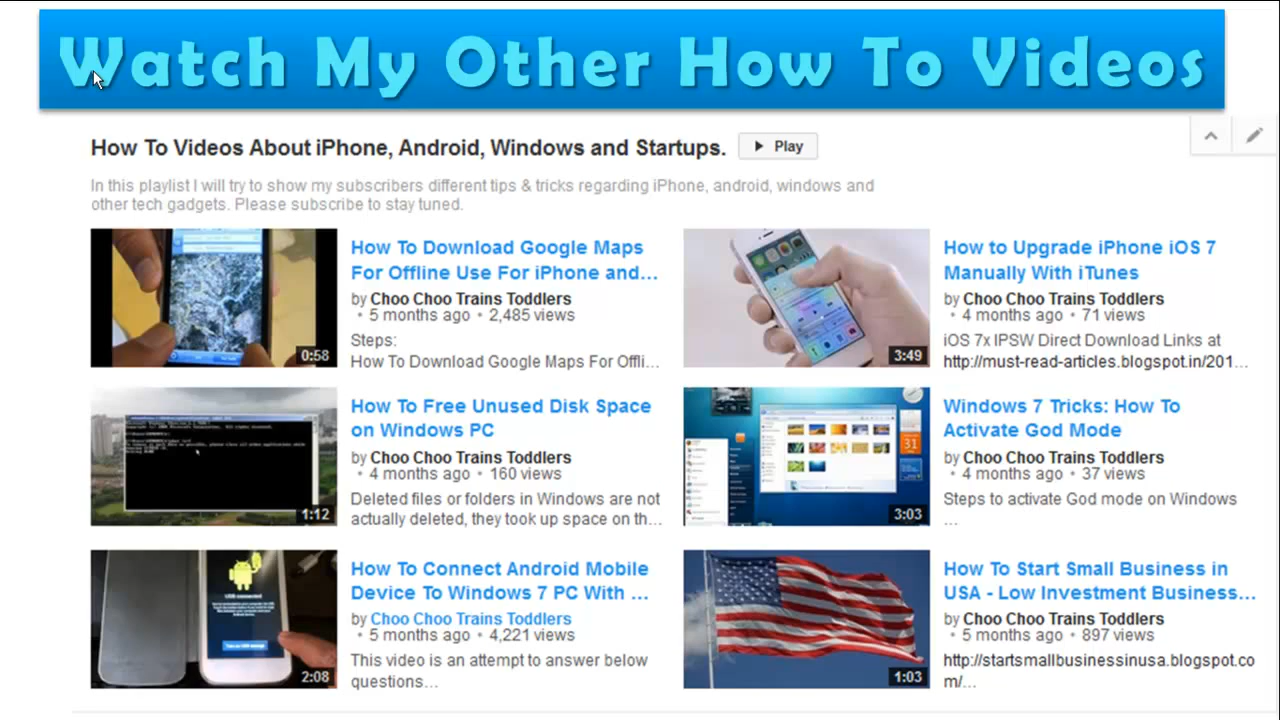 Watch My Other How To Videos
How To Videos About iPhone, Android, Windows and Startups.
Play
In this playlist I will try to show my subscribers different tips & tricks regarding iPhone, android, windows and
other tech gadgets. Please subscribe to stay tuned.
0:58
How To Download Google Maps
For Offline Use For iPhone and...
by Choo Choo Trains Toddlers
• 5 months ago • 2,485 views
Steps:
How To Download Google Maps For Offli...
3:49
How to Upgrade iPhone iOS 7
Manually With iTunes
by Choo Choo Trains Toddlers
• 4 months ago • 71 views
iOS 7x IPSW Direct Download Links at
http://must-read-articles.blogspot.in/201...
1:12
How To Free Unused Disk Space
on Windows PC
by Choo Choo Trains Toddlers
• 4 months ago • 160 views
Deleted files or folders in Windows are not
actually deleted, they took up space on th...
31
3:03
Windows 7 Tricks: How To
Activate God Mode
by Choo Choo Trains Toddlers
• 4 months ago • 37 views
Steps to activate God mode on Windows
...
USB connected
2:08
How To Connect Android Mobile
Device To Windows 7 PC With ...
by Choo Choo Trains Toddlers
• 5 months ago • 4,221 views
This video is an attempt to answer below
questions...
1:03
How To Start Small Business in
USA - Low Investment Business...
by Choo Choo Trains Toddlers
• 5 months ago • 897 views
http://startsmallbusinessinusa.blogspot.co
m/...